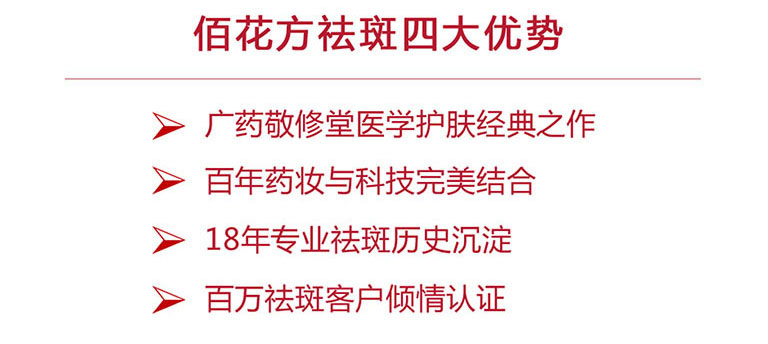 佰花方祛斑四大优势
广药敬修堂医学护肤经典之作
百年药妆与科技完美结合
18年专业祛斑历史沉淀
百万祛斑客户倾情认证